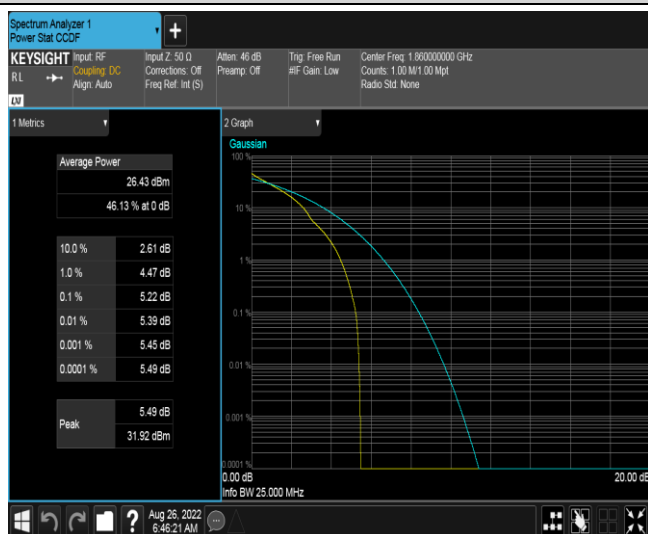 Spectrum Analyzer 1
Power Stat CCDF
+
KEYSIGHT
RL
LXI
Input: RF
Coupling: DC
Align: Auto
Input Z: 50 Ω
Corrections: Off
Freq Ref: Int (S)
Atten: 46 dB
Preamp: Off
Trig: Free Run
#IF Gain: Low
Center Freq: 1.860000000 GHz
Counts: 1.00 M/1.00 Mpt
Radio Std: None
1 Metrics
Average Power
26.43 dBm
46.13 % at 0 dB
10.0 % 2.61 dB
1.0 % 4.47 dB
0.1 % 5.22 dB
0.01 % 5.39 dB
0.001 % 5.45 dB
0.0001 % 5.49 dB
Peak
5.49 dB
31.92 dBm
2 Graph
Gaussian
100 %
10 %
1 %
0.1 %
0.01 %
0.001 %
0.0001 %
0.00 dB
20.00 dB
Info BW 25.000 MHz
?
Aug 26, 2022
6:46:21 AM